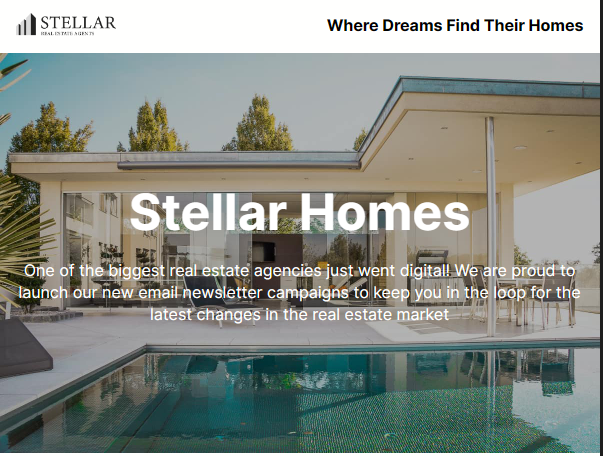 STELLAR
REAL ESTATE AGENTS
Where Dreams Find Their Homes
Stellar Homes
One of the biggest real estate agencies just went digital! We are proud to
launch our new email newsletter campaigns to keep you in the loop for the
latest changes in the real estate market